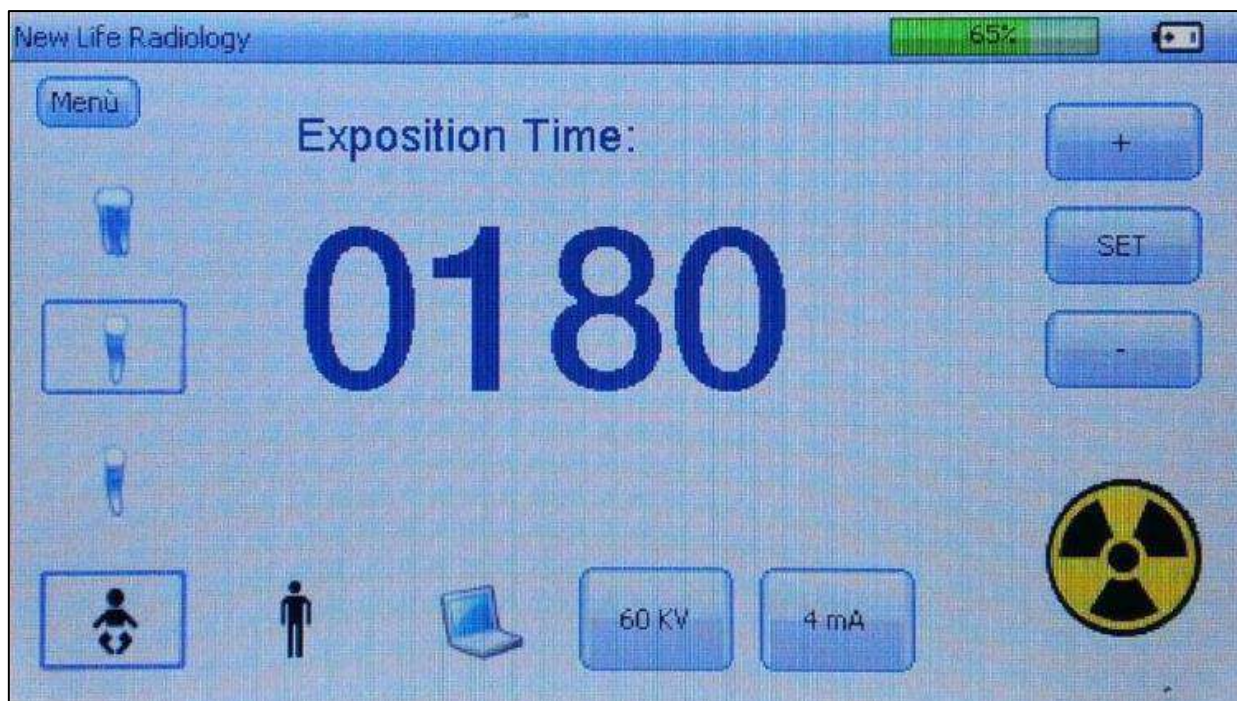 New Life Radiology
65%
Menù
Exposition Time:
+
0180
SET
-
60 KV
4 mA